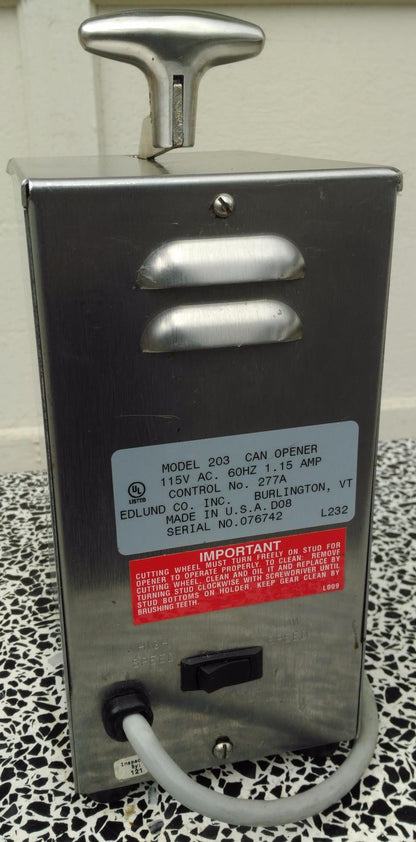 MODEL 203 CAN OPENER
115V AC. 60HZ 1.15 AMP
CONTROL No. 277A
UL
LISTED
EDLUND CO. INC. BURLINGTON, VT
MADE IN U.S.A. D08
SERIAL NO.076742 L232
IMPORTANT
CUTTING WHEEL MUST TURN FREELY ON STUD FOR
OPENER TO OPERATE PROPERLY. TO CLEAN: REMOVE
CUTTING WHEEL, CLEAN AND OIL IT AND REPLACE BY
TURNING STUD CLOCKWISE WITH SCREWDRIVER UNTIL
STUD BOTTOMS ON HOLDER. KEEP GEAR CLEAN BY
BRUSHING TEETH. L009
HIGH
SPEED
121